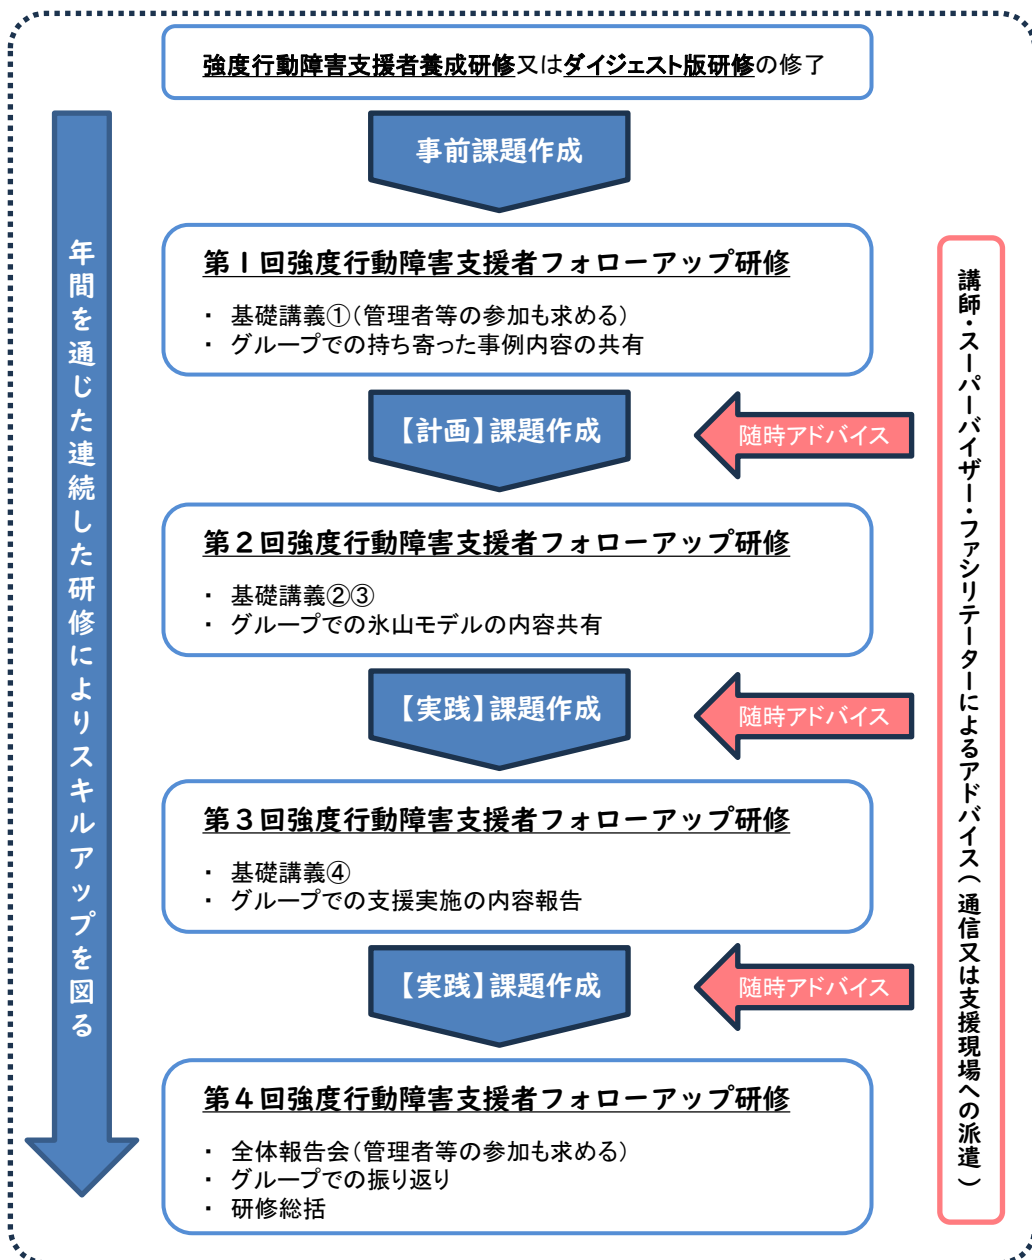 強度行動障害支援者養成研修又はダイジェスト版研修の修了
事前課題作成
年間を通じた連続した研修によりスキルアップを図る
第1回強度行動障害支援者フォローアップ研修
・ 基礎講義①(管理者等の参加も求める)
・ グループでの持ち寄った事例内容の共有
【計画】課題作成
随時アドバイス
第2回強度行動障害支援者フォローアップ研修
・ 基礎講義②③
・ グループでの氷山モデルの内容共有
【実践】課題作成
随時アドバイス
第3回強度行動障害支援者フォローアップ研修
・ 基礎講義④
・ グループでの支援実施の内容報告
【実践】課題作成
随時アドバイス
第4回強度行動障害支援者フォローアップ研修
・ 全体報告会(管理者等の参加も求める)
・ グループでの振り返り
・ 研修総括
講師・スーパーバイザー・ファシリテーターによるアドバイス(通信又は支援現場への派遣)